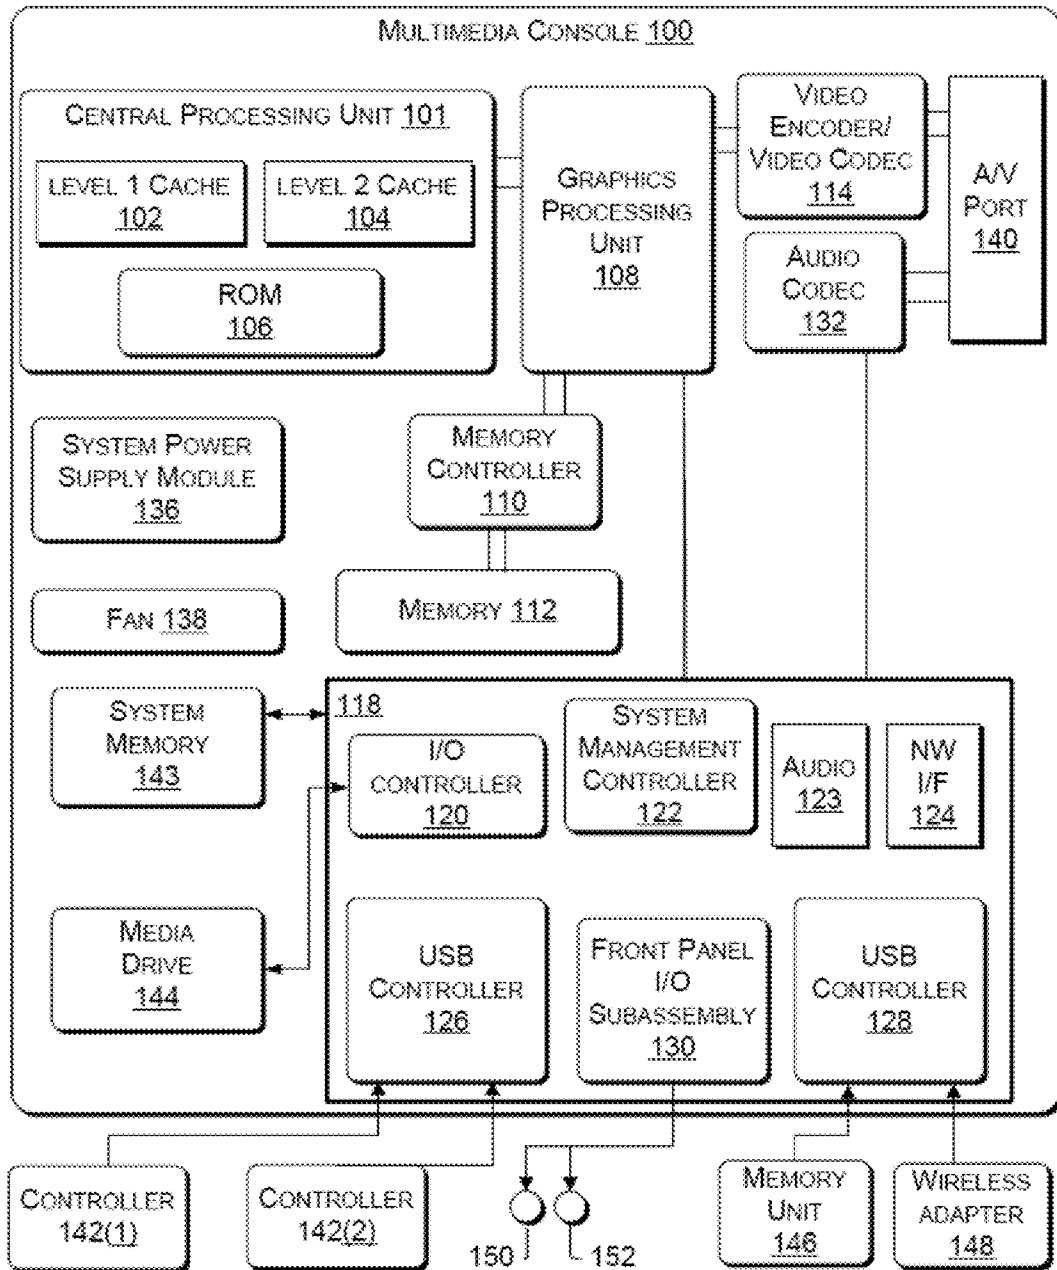 MULTIMEDIA CONSOLE 100
CENTRAL PROCESSING UNIT 101
LEVEL 1 CACHE
102
LEVEL 2 CACHE
104
ROM
106
GRAPHICS
PROCESSING
UNIT
108
VIDEO
ENCODER/
VIDEO CODEC
114
A/V
PORT
140
AUDIO
CODEC
132
SYSTEM POWER
SUPPLY MODULE
136
MEMORY
CONTROLLER
110
FAN 138
MEMORY 112
SYSTEM
MEMORY
143
118
I/O
CONTROLLER
120
SYSTEM
MANAGEMENT
CONTROLLER
122
AUDIO
123
NW
I/F
124
MEDIA
DRIVE
144
USB
CONTROLLER
126
FRONT PANEL
I/O
SUBASSEMBLY
130
USB
CONTROLLER
128
CONTROLLER
142(1)
CONTROLLER
142(2)
150
152
MEMORY
UNIT
146
WIRELESS
ADAPTER
148